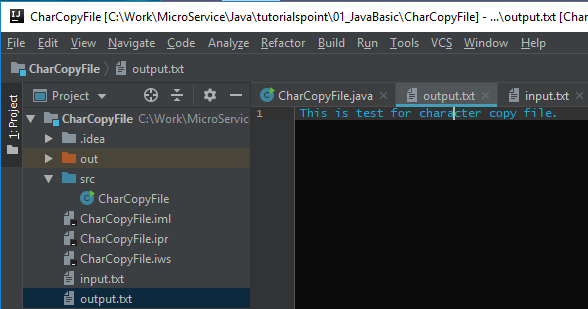 IJ CharCopyFile [C:\Work\MicroService\Java\tutorialspoint\01_JavaBasic\CharCopyFile] - ...\output.txt [Char
File Edit View Navigate Code Analyze Refactor Build Run Tools VCS Window Help
CharCopyFile output.txt
1: Project
Project
CharCopyFile.java output.txt input.txt
CharCopyFile C:\Work\MicroService
.idea
out
src
CharCopyFile
CharCopyFile.iml
CharCopyFile.ipr
CharCopyFile.iws
input.txt
output.txt
1 This is test for character copy file.